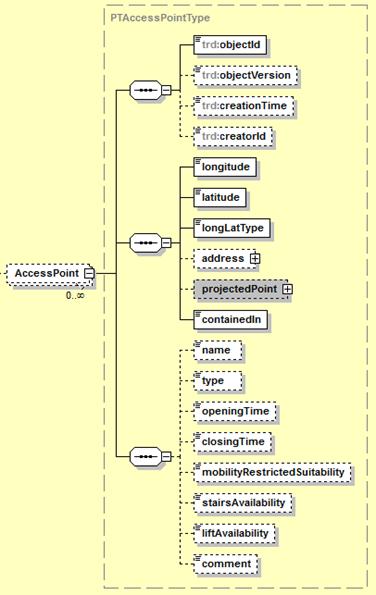 PTAccessPointType
trd:objectId
trd:objectVersion
trd:creationTime
trd:creatorId
longitude
latitude
longLatType
address
AccessPoint
0..∞
projectedPoint
containedIn
name
type
openingTime
closingTime
mobilityRestrictedSuitability
stairsAvailability
liftAvailability
comment